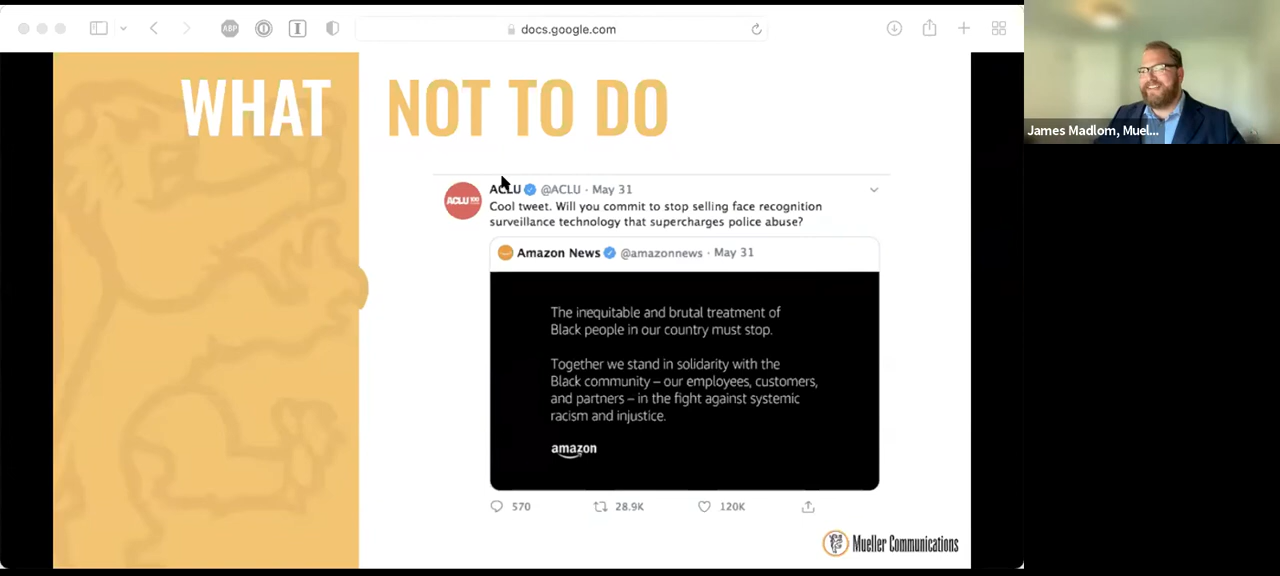 ABP
docs.google.com
WHAT NOT TO DO
ACLU @ACLU · May 31
ACLU 100
Cool tweet. Will you commit to stop selling face recognition
surveillance technology that supercharges police abuse?
Amazon News @amazonnews · May 31
The inequitable and brutal treatment of
Black people in our country must stop.
Together we stand in solidarity with the
Black community – our employees, customers,
and partners – in the fight against systemic
racism and injustice.
amazon
570 28.9K 120K
Mueller Communications
James Madlom, Muel...